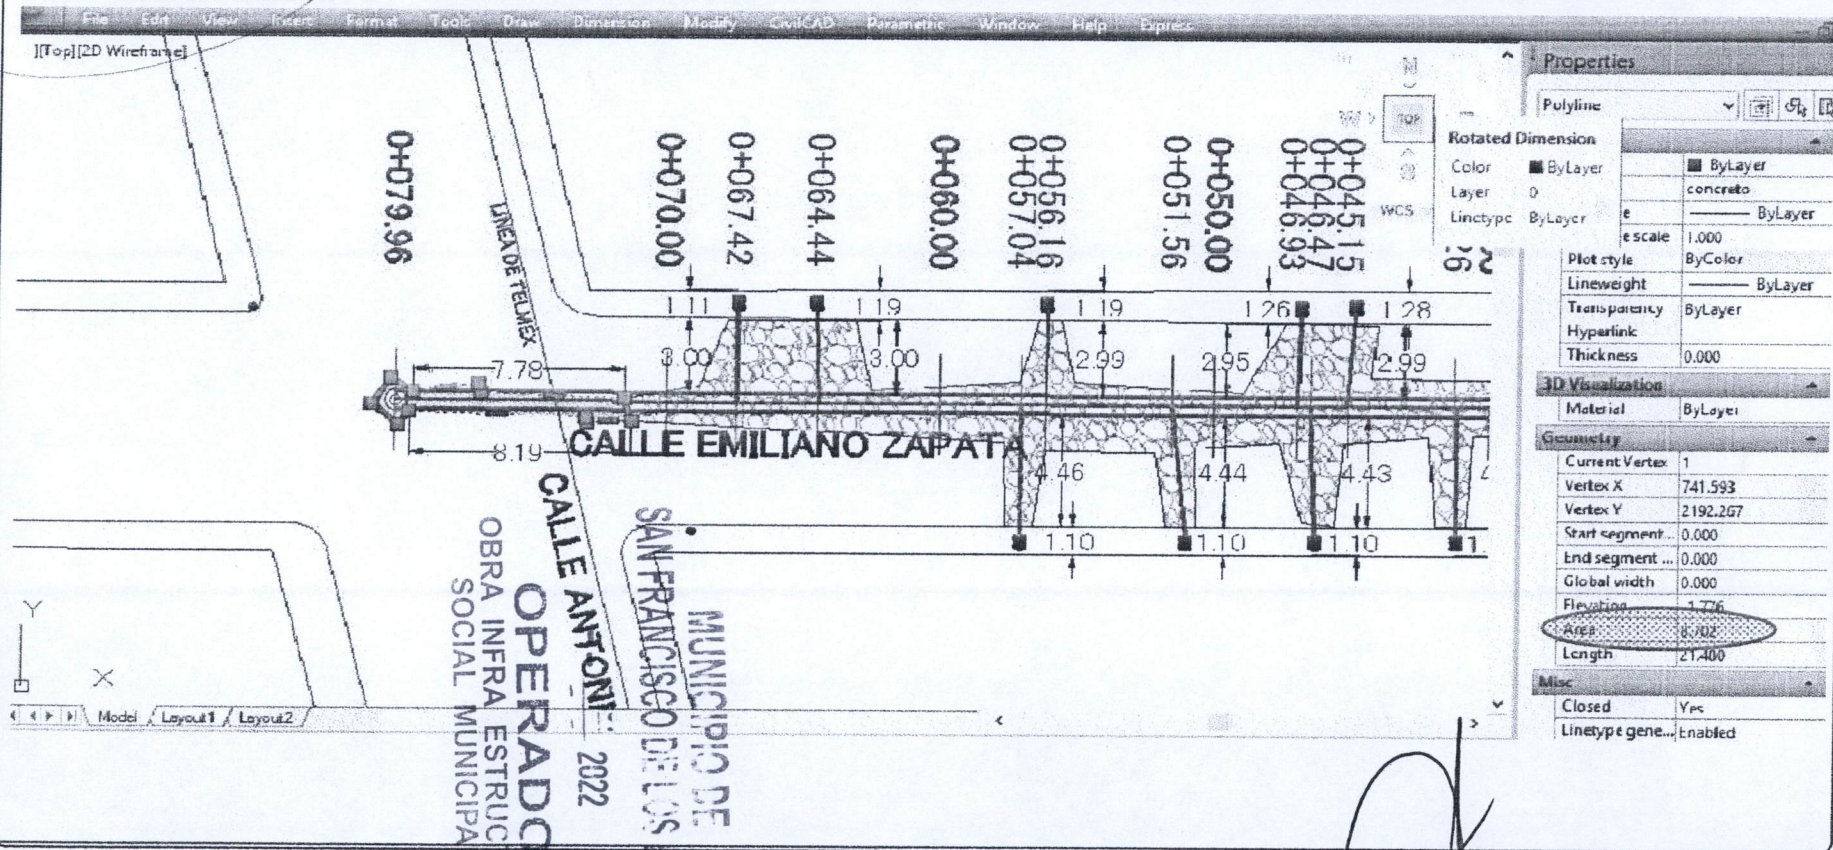 File Edit View Insert Format Tools Draw Dimension Modify CivilCAD Parametric Window Help Express
][Top][2D Wireframe]
0+079.96
LINEA DE TELMEX
0+070.00
0+067.42
0+064.44
0+060.00
0+057.04
0+056.16
0+051.56
0+050.00
0+046.93
0+046.47
0+045.15
N
W
TOP
WCS
Rotated Dimension
Color ByLayer
Layer 0
Linetype ByLayer
1.11 1.19 1.19 1.26 1.28
3.00 3.00 2.99 2.95 2.99
7.78
8.19
CALLE EMILIANO ZAPATA
4.46 4.44 4.43
1.10 1.10 1.10
CALLE ANTONI
Y
X
Model Layout1 Layout2
MUNICIPIO DE
SAN FRANCISCO DE LOS
2022
OPERADO
OBRA INFRA ESTRUC
SOCIAL MUNICIPA
Properties
Polyline
ByLayer
concreto
ByLayer
e scale 1.000
Plot style ByColor
Lineweight ByLayer
Transparency ByLayer
Hyperlink
Thickness 0.000
3D Visualization
Material ByLayer
Geometry
Current Vertex 1
Vertex X 741.593
Vertex Y 2192.267
Start segment... 0.000
End segment ... 0.000
Global width 0.000
Elevation 1.776
Area 8.702
Length 21.400
Misc
Closed Yes
Linetype gene... Enabled